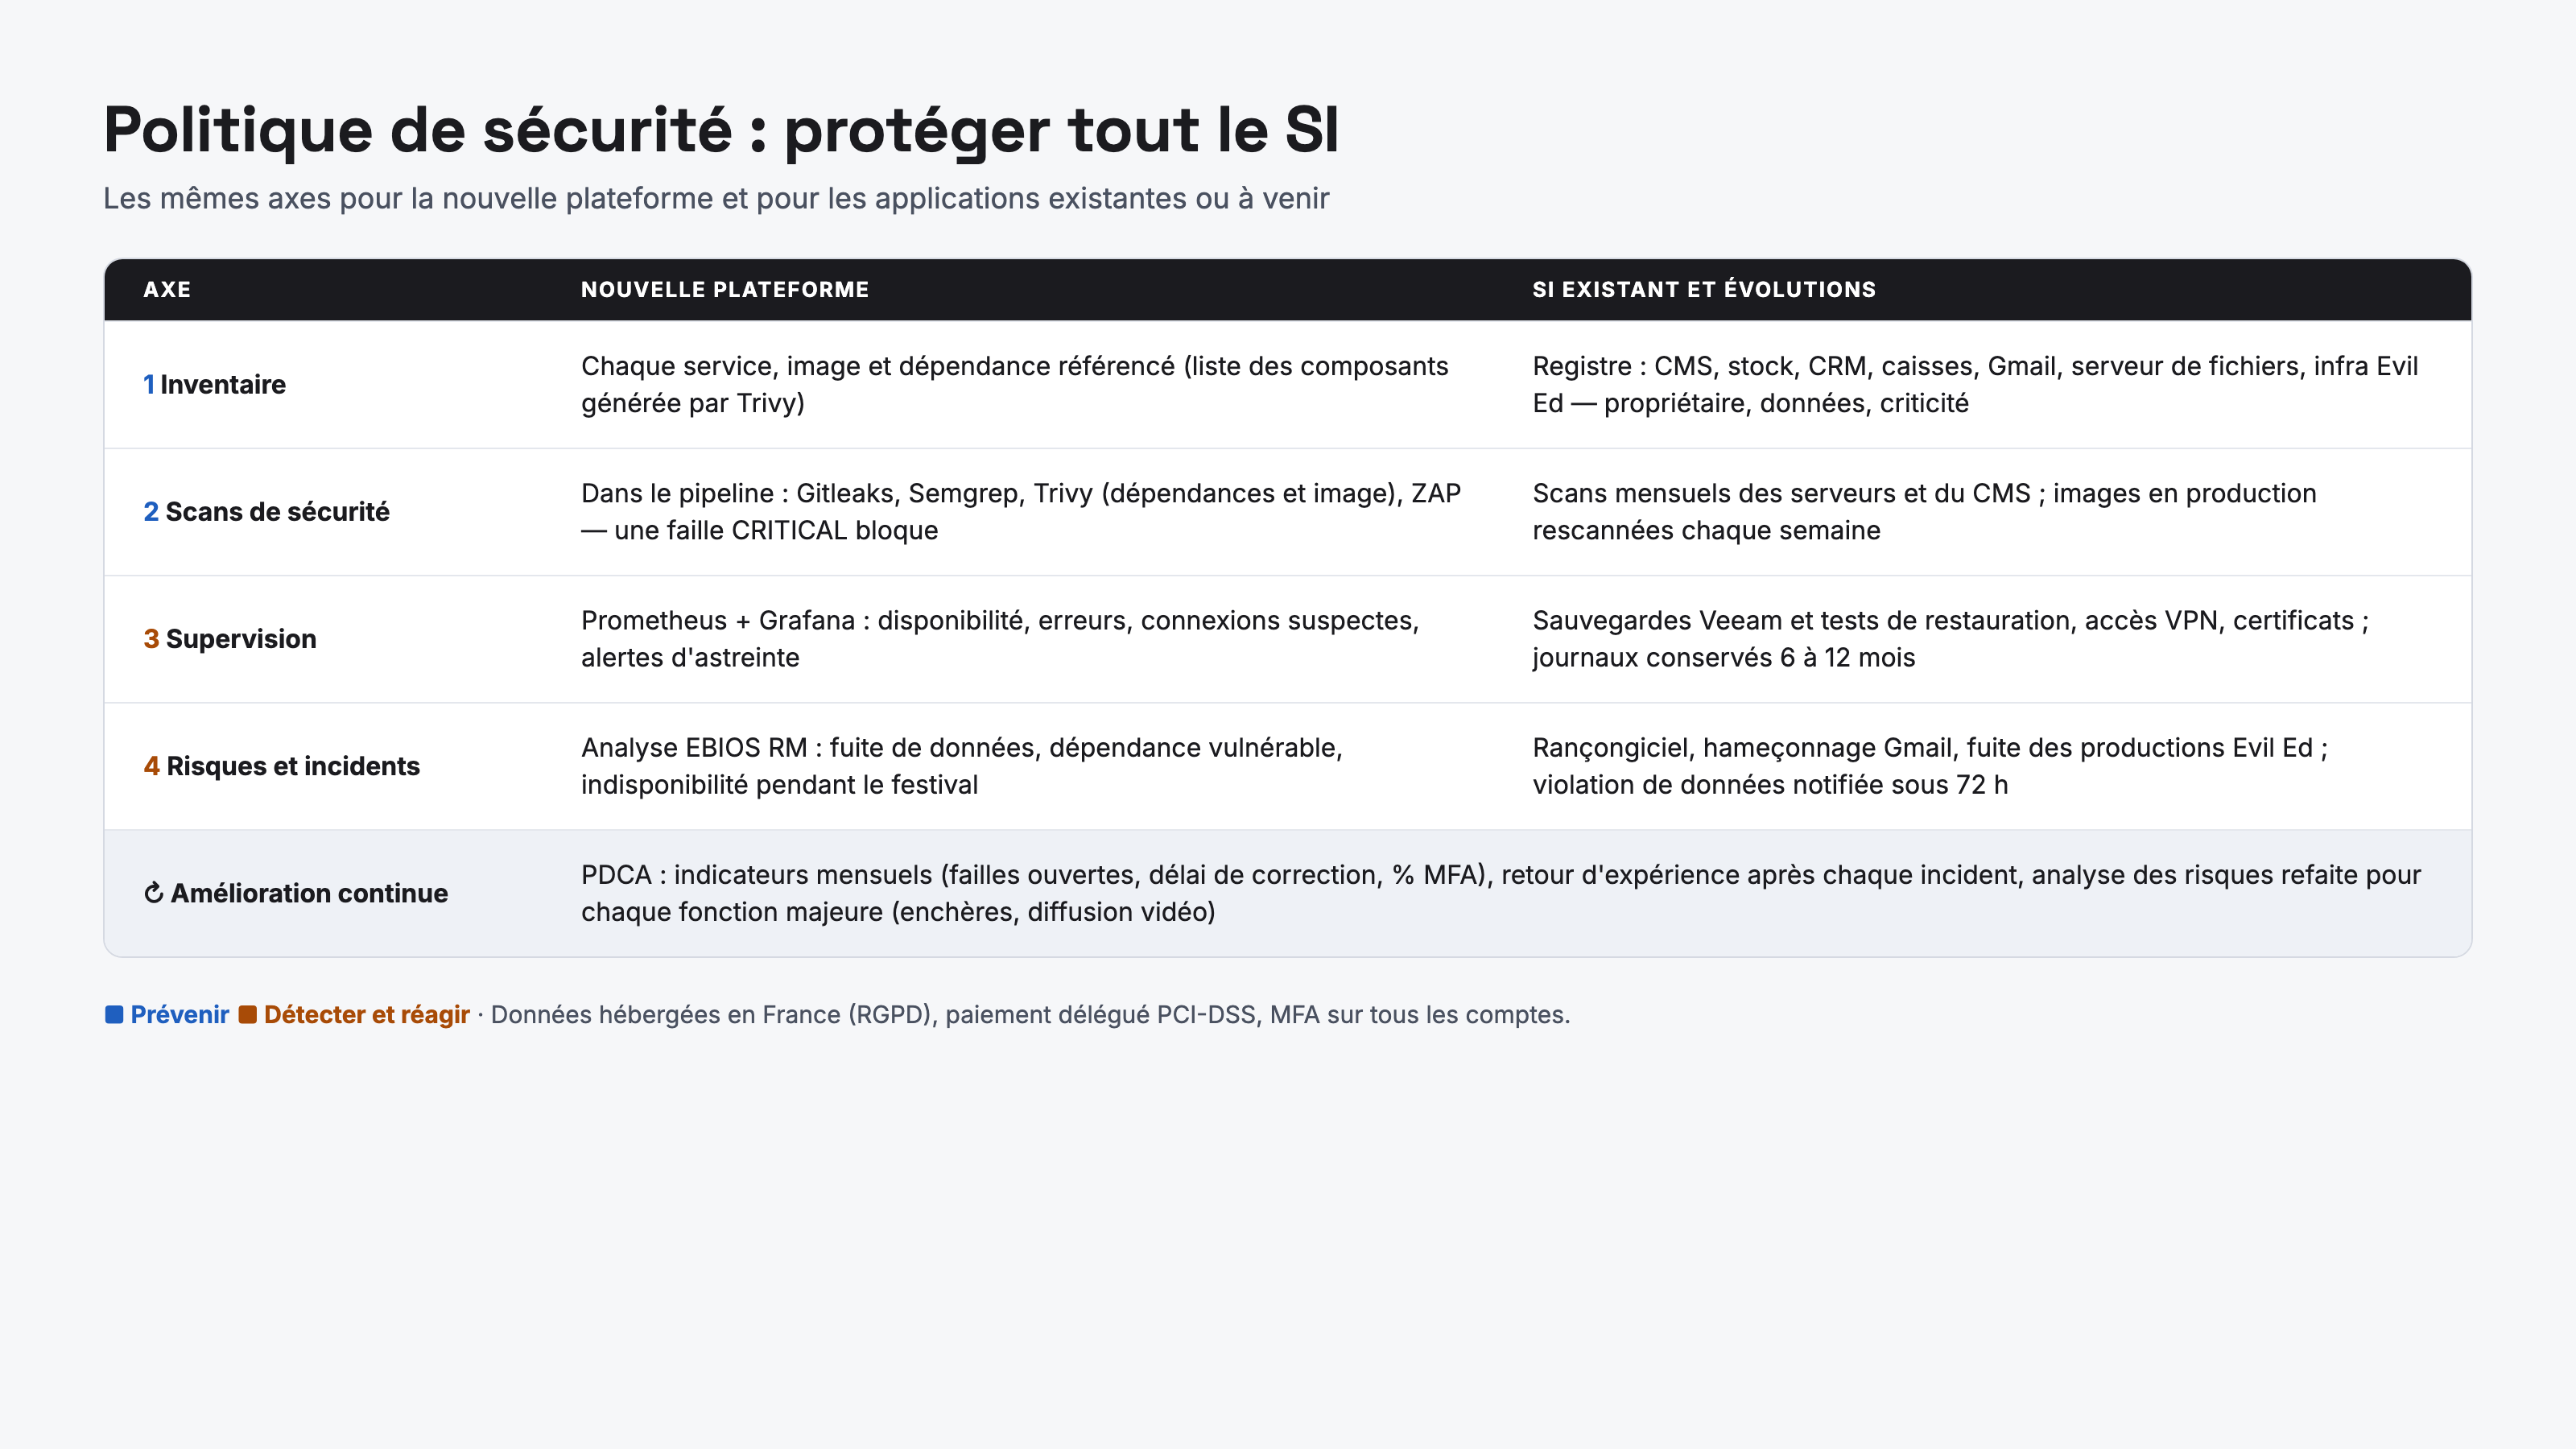 Politique de sécurité : protéger tout le SI
Les mêmes axes pour la nouvelle plateforme et pour les applications existantes ou à venir
AXE
NOUVELLE PLATEFORME
SI EXISTANT ET ÉVOLUTIONS
1 Inventaire
Chaque service, image et dépendance référencé (liste des composants
générée par Trivy)
Registre : CMS, stock, CRM, caisses, Gmail, serveur de fichiers, infra Evil
Ed — propriétaire, données, criticité
2 Scans de sécurité
Dans le pipeline : Gitleaks, Semgrep, Trivy (dépendances et image), ZAP
— une faille CRITICAL bloque
Scans mensuels des serveurs et du CMS ; images en production
rescannées chaque semaine
3 Supervision
Prometheus + Grafana : disponibilité, erreurs, connexions suspectes,
alertes d'astreinte
Sauvegardes Veeam et tests de restauration, accès VPN, certificats ;
journaux conservés 6 à 12 mois
4 Risques et incidents
Analyse EBIOS RM : fuite de données, dépendance vulnérable,
indisponibilité pendant le festival
Rançongiciel, hameçonnage Gmail, fuite des productions Evil Ed ;
violation de données notifiée sous 72 h
↻ Amélioration continue
PDCA : indicateurs mensuels (failles ouvertes, délai de correction, % MFA), retour d'expérience après chaque incident, analyse des risques refaite pour
chaque fonction majeure (enchères, diffusion vidéo)
Prévenir Détecter et réagir · Données hébergées en France (RGPD), paiement délégué PCI-DSS, MFA sur tous les comptes.